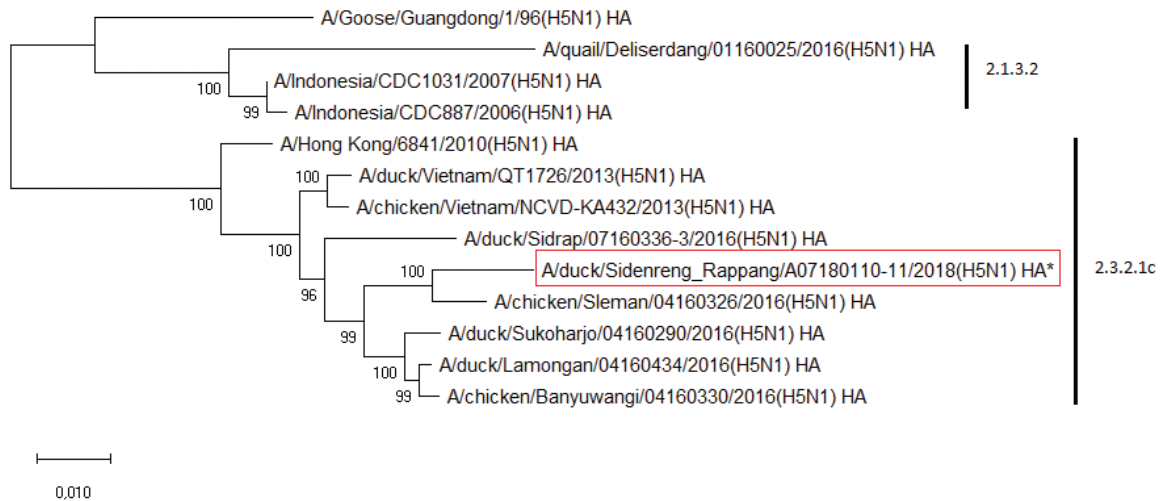 A/Goose/Guangdong/1/96(H5N1) HA
A/quail/Deliserdang/01160025/2016(H5N1) HA
2.1.3.2
100
A/Indonesia/CDC1031/2007(H5N1) HA
99
A/Indonesia/CDC887/2006(H5N1) HA
A/Hong Kong/6841/2010(H5N1) HA
100
A/duck/Vietnam/QT1726/2013(H5N1) HA
100
A/chicken/Vietnam/NCVD-KA432/2013(H5N1) HA
100
A/duck/Sidrap/07160336-3/2016(H5N1) HA
100
A/duck/Sidenreng_Rappang/A07180110-11/2018(H5N1) HA*
2.3.2.1c
96
A/chicken/Sleman/04160326/2016(H5N1) HA
99
A/duck/Sukoharjo/04160290/2016(H5N1) HA
A/duck/Lamongan/04160434/2016(H5N1) HA
100
99
A/chicken/Banyuwangi/04160330/2016(H5N1) HA
0,010